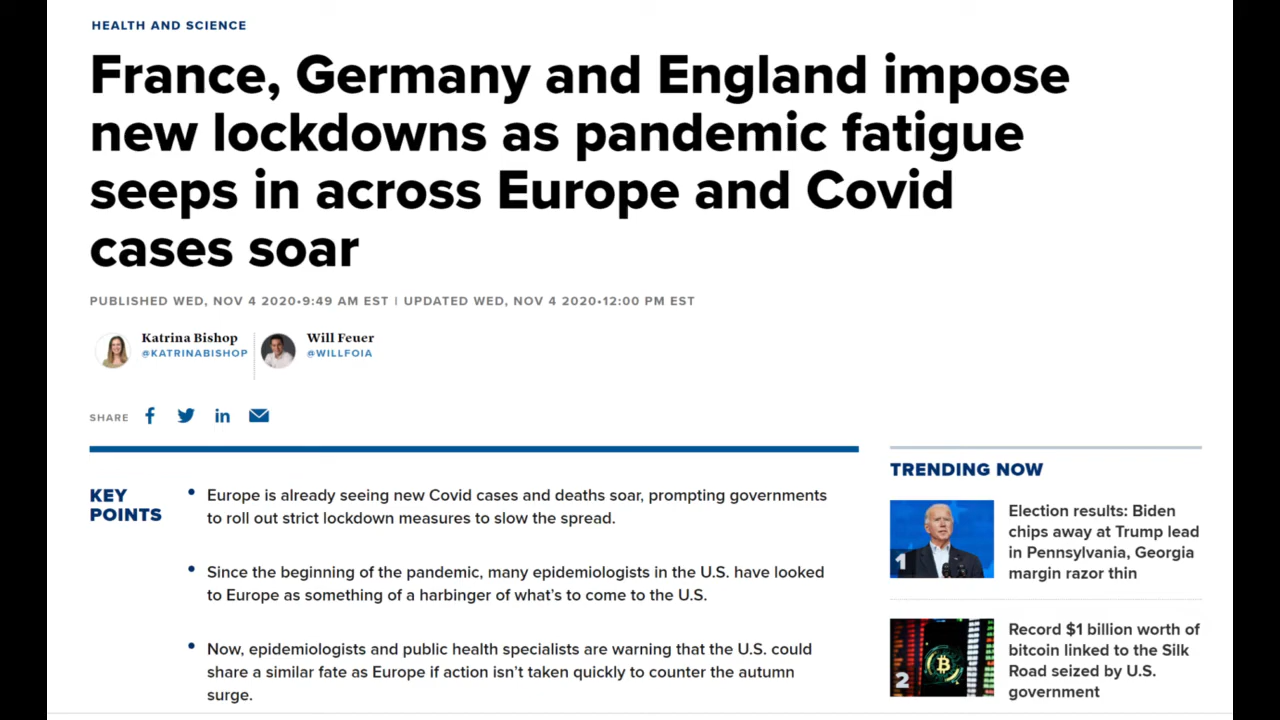 HEALTH AND SCIENCE
France, Germany and England impose
new lockdowns as pandemic fatigue
seeps in across Europe and Covid
cases soar
PUBLISHED WED, NOV 4 2020•9:49 AM EST | UPDATED WED, NOV 4 2020•12:00 PM EST
Katrina Bishop
@KATRINABISHOP
Will Feuer
@WILLFOIA
SHARE
KEY
POINTS
• Europe is already seeing new Covid cases and deaths soar, prompting governments
to roll out strict lockdown measures to slow the spread.
• Since the beginning of the pandemic, many epidemiologists in the U.S. have looked
to Europe as something of a harbinger of what's to come to the U.S.
• Now, epidemiologists and public health specialists are warning that the U.S. could
share a similar fate as Europe if action isn't taken quickly to counter the autumn
surge.
TRENDING NOW
1
Election results: Biden
chips away at Trump lead
in Pennsylvania, Georgia
margin razor thin
2
Record $1 billion worth of
bitcoin linked to the Silk
Road seized by U.S.
government